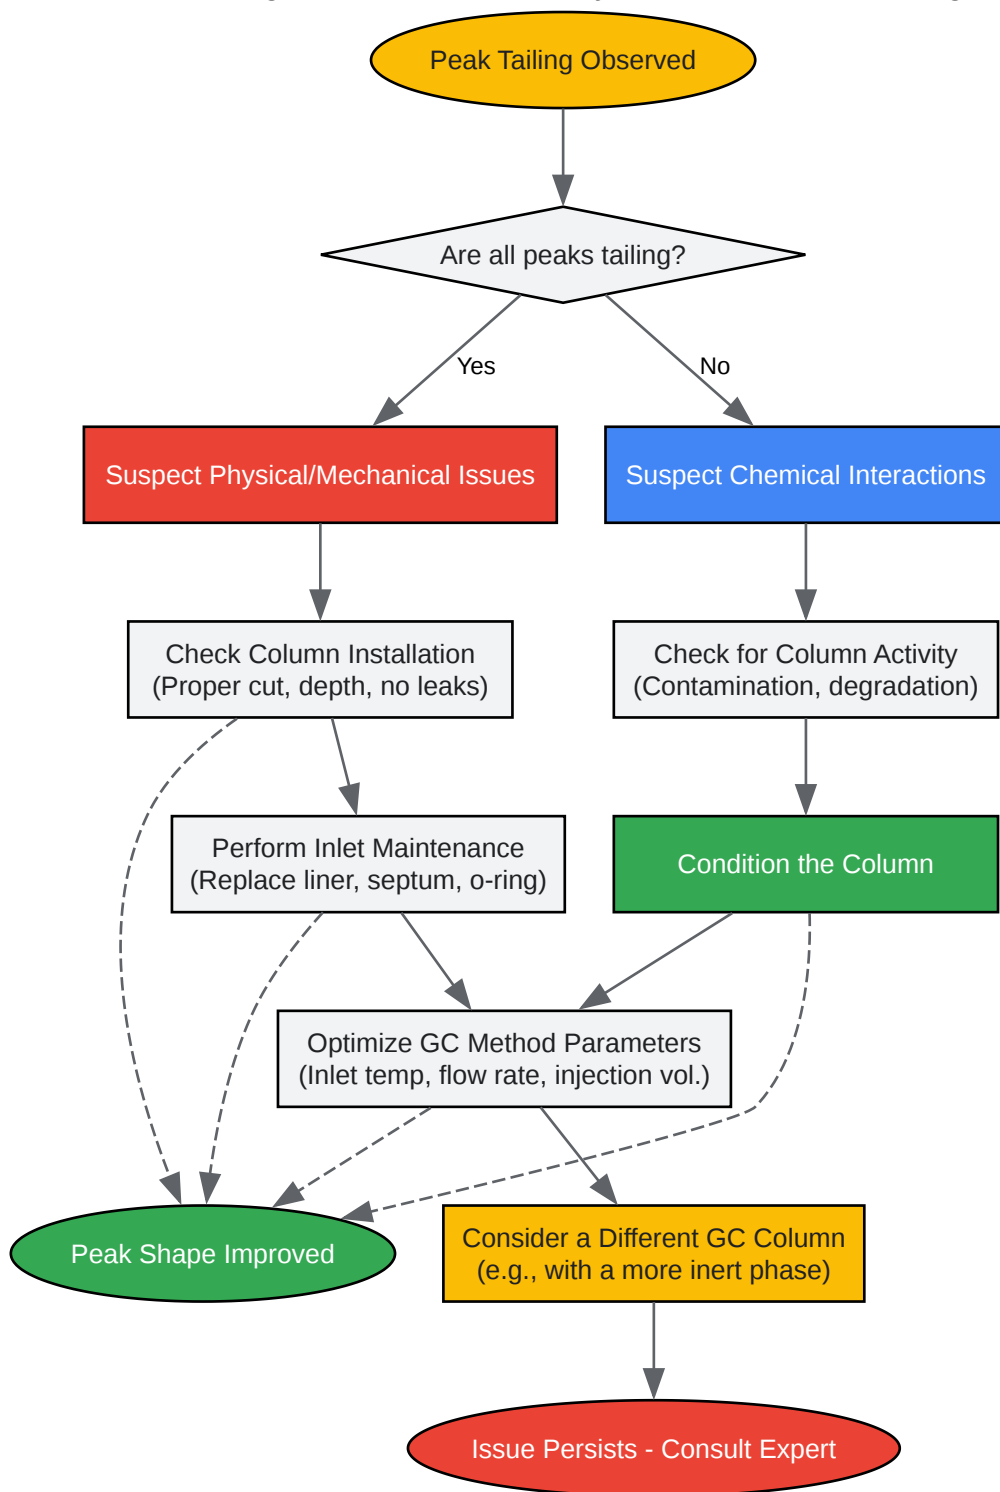 Peak Tailing Observed
Are all peaks tailing?
Yes
No
Suspect Physical/Mechanical Issues
Suspect Chemical Interactions
Check Column Installation
(Proper cut, depth, no leaks)
Check for Column Activity
(Contamination, degradation)
Perform Inlet Maintenance
(Replace liner, septum, o-ring)
Condition the Column
Optimize GC Method Parameters
(Inlet temp, flow rate, injection vol.)
Peak Shape Improved
Consider a Different GC Column
(e.g., with a more inert phase)
Issue Persists - Consult Expert